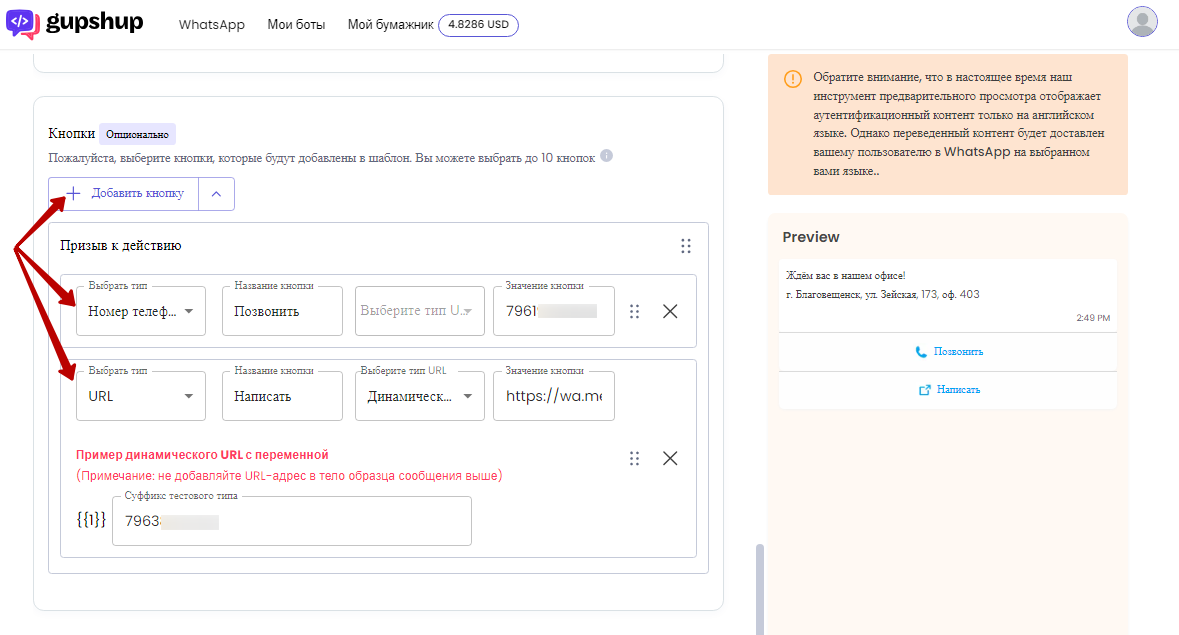 gupshup
WhatsApp
Мои боты
Мой бумажник
4.8286 USD
Кнопки
Опционально
Пожалуйста, выберите кнопки, которые будут добавлены в шаблон. Вы можете выбрать до 10 кнопок
Добавить кнопку
Призыв к действию
Выбрать тип
Номер телеф...
Название кнопки
Позвонить
Выберите тип U...
Значение кнопки
7961
Выбрать тип
URL
Название кнопки
Написать
Выберите тип URL
Динамическ...
Значение кнопки
https://wa.me
Пример динамического URL с переменной
(Примечание: не добавляйте URL-адрес в тело образца сообщения выше)
{{1}}
Суффикс тестового типа
7963
Обратите внимание, что в настоящее время наш
инструмент предварительного просмотра отображает
аутентификационный контент только на английском
языке. Однако переведенный контент будет доставлен
вашему пользователю в WhatsApp на выбранном
вами языке..
Preview
Ждём вас в нашем офисе!
г. Благовещенск, ул. Зейская, 173, оф. 403
2:49 PM
Позвонить
Написать